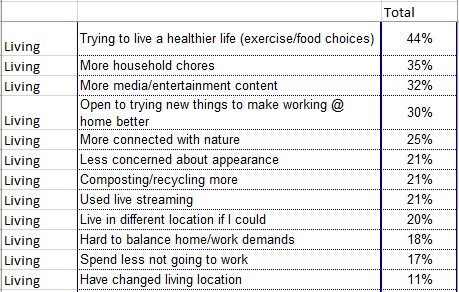 Total
Living Trying to live a healthier life (exercise/food choices) 44%
Living More household chores 35%
Living More media/entertainment content 32%
Open to trying new things to make working @
Living home better 30%
Living More connected with nature 25%
Living Less concerned about appearance 21%
Living Composting/recycling more 21%
Living Used live streaming 21%
Living Live in different location if I could 20%
Living Hard to balance home/work demands 18%
Living Spend less not going to work 17%
Living Have changed living location 11%